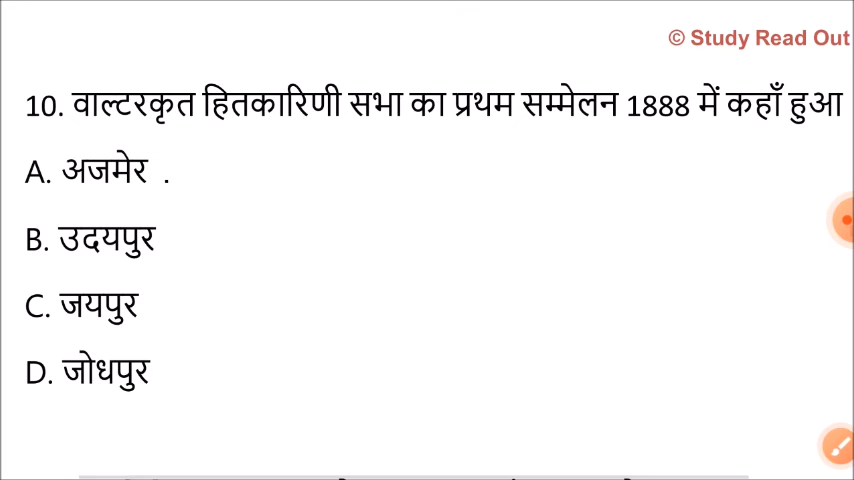 © Study Read Out
10. वाल्टरकृत हितकारिणी सभा का प्रथम सम्मेलन 1888 में कहाँ हुआ
A. अजमेर .
B. उदयपुर
C. जयपुर
D. जोधपुर